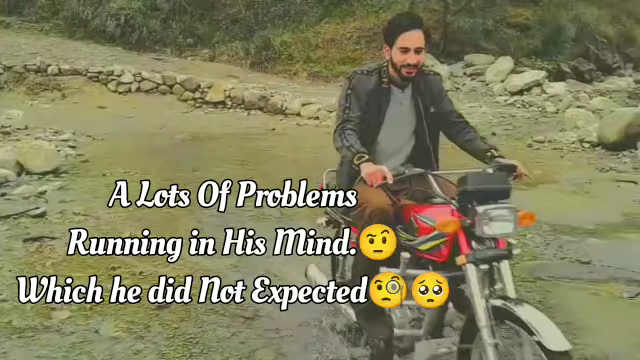 A Lots Of Problems
Running in His Mind.🤨
Which he did Not Expected🧐🥺